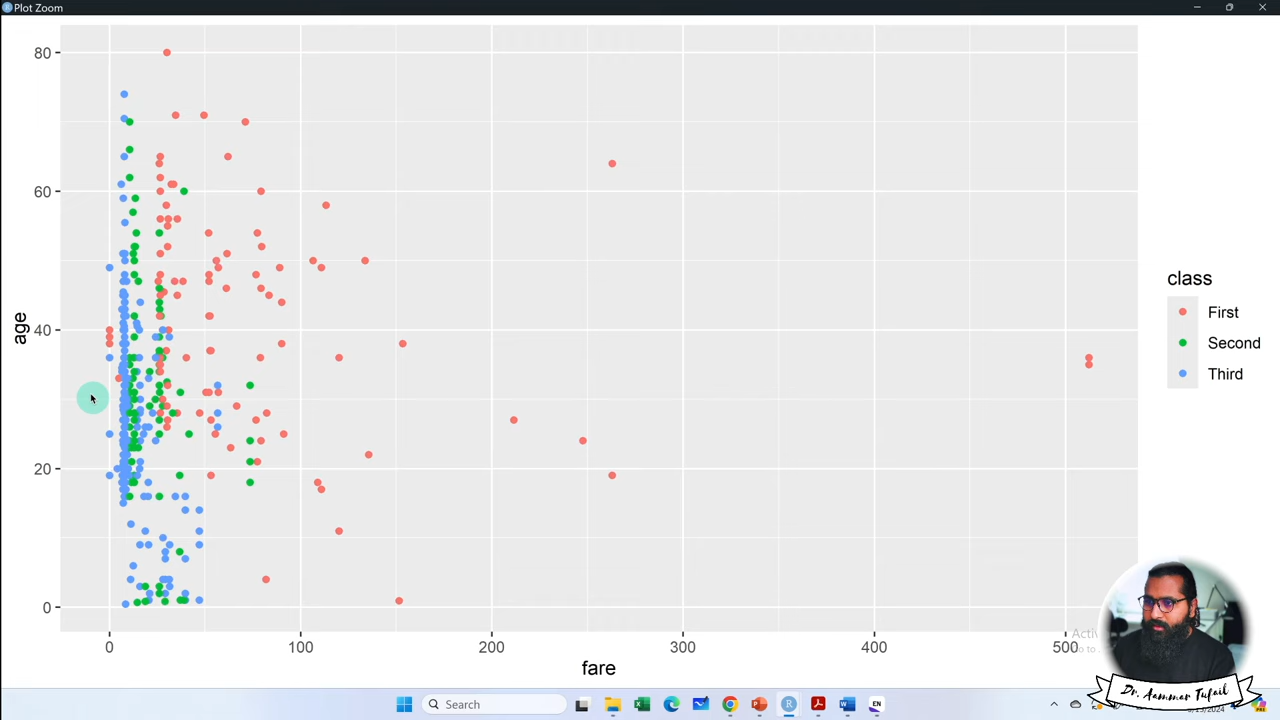 Plot Zoom
80
60
40
20
0
age
0
100
200
300
400
500
fare
class
First
Second
Third
Search
EN
Dr. Aammar Tufail